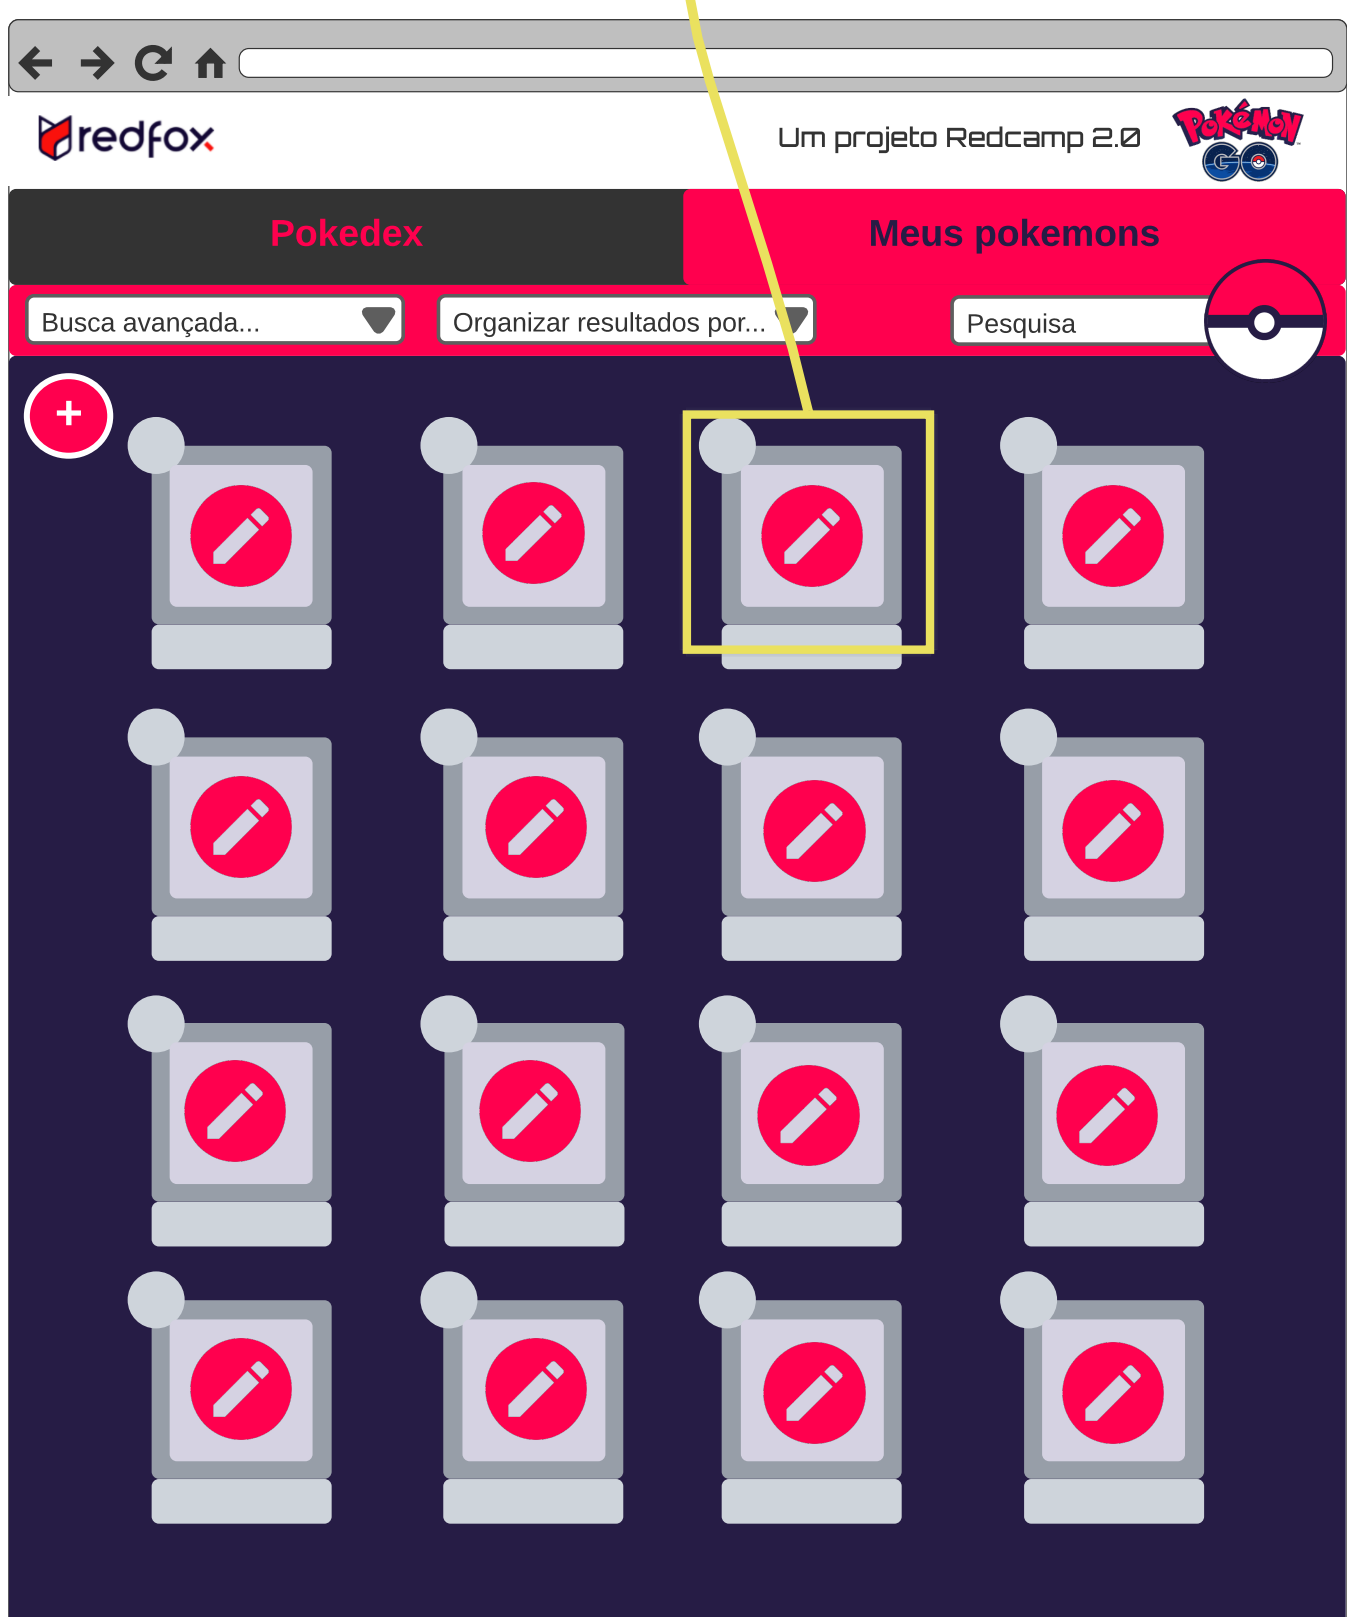 redfox
Um projeto Redcamp 2.0
POKÉMON
GO
Pokedex
Meus pokemons
Busca avançada...
Organizar resultados por...
Pesquisa
+